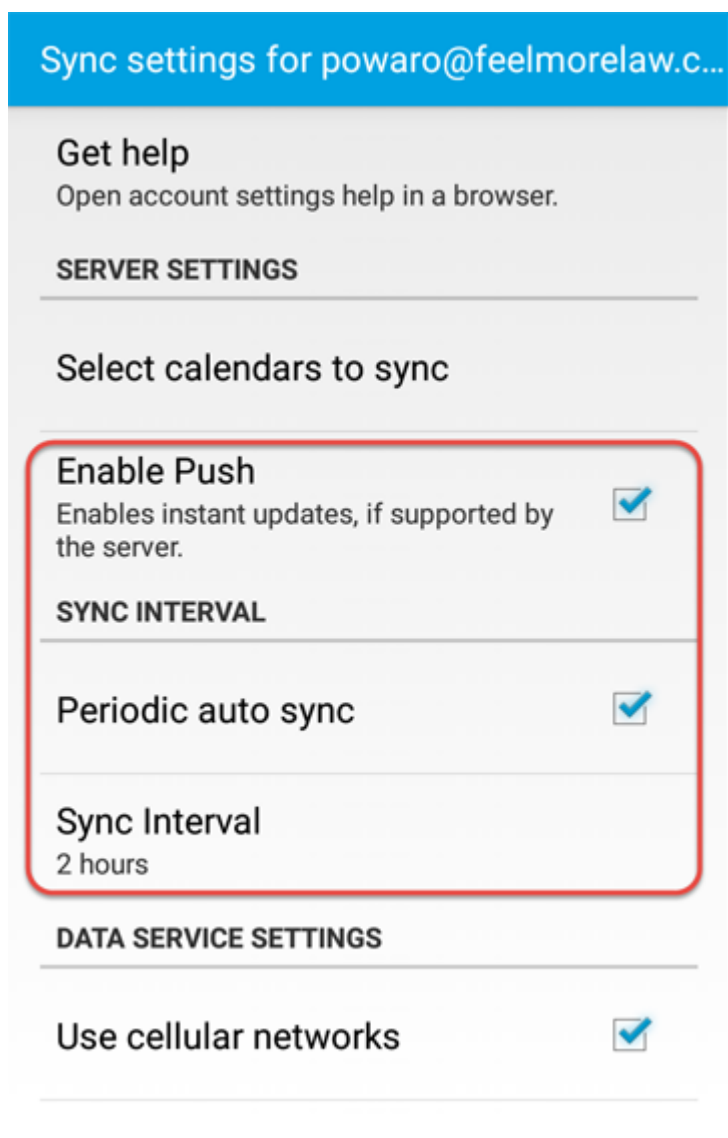 Sync settings for powaro@feelmorelaw.c...
Get help
Open account settings help in a browser.
SERVER SETTINGS
Select calendars to sync
Enable Push
Enables instant updates, if supported by
the server.
SYNC INTERVAL
Periodic auto sync
Sync Interval
2 hours
DATA SERVICE SETTINGS
Use cellular networks